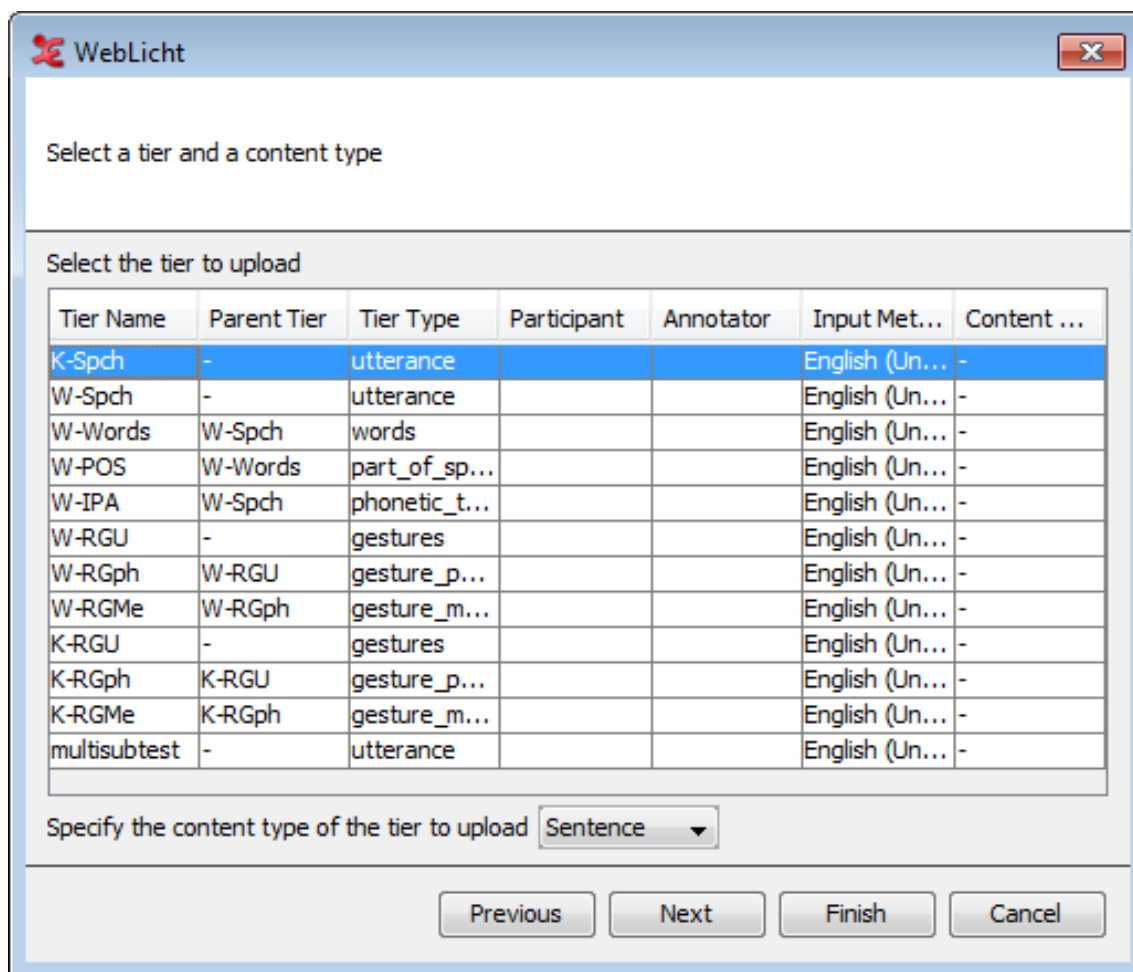 WebLicht
Select a tier and a content type
Select the tier to upload
Tier Name Parent Tier Tier Type Participant Annotator Input Met... Content ...
K-Spch - utterance English (Un... -
W-Spch - utterance English (Un... -
W-Words W-Spch words English (Un... -
W-POS W-Words part_of_sp... English (Un... -
W-IPA W-Spch phonetic_t... English (Un... -
W-RGU - gestures English (Un... -
W-RGph W-RGU gesture_p... English (Un... -
W-RGMe W-RGph gesture_m... English (Un... -
K-RGU - gestures English (Un... -
K-RGph K-RGU gesture_p... English (Un... -
K-RGMe K-RGph gesture_m... English (Un... -
multisubtest - utterance English (Un... -
Specify the content type of the tier to upload Sentence
Previous Next Finish Cancel